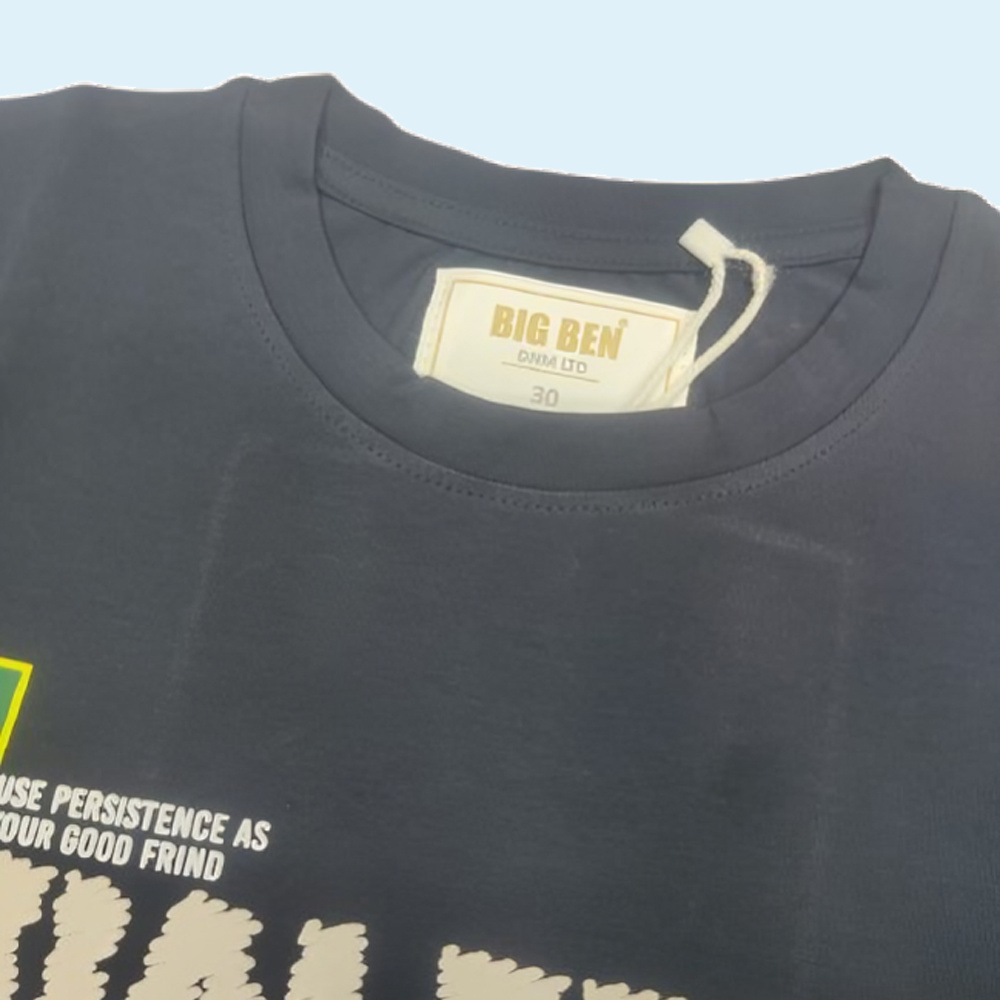 BIG BEN®
DNM LTD
30
USE PERSISTENCE AS
YOUR GOOD FRIND